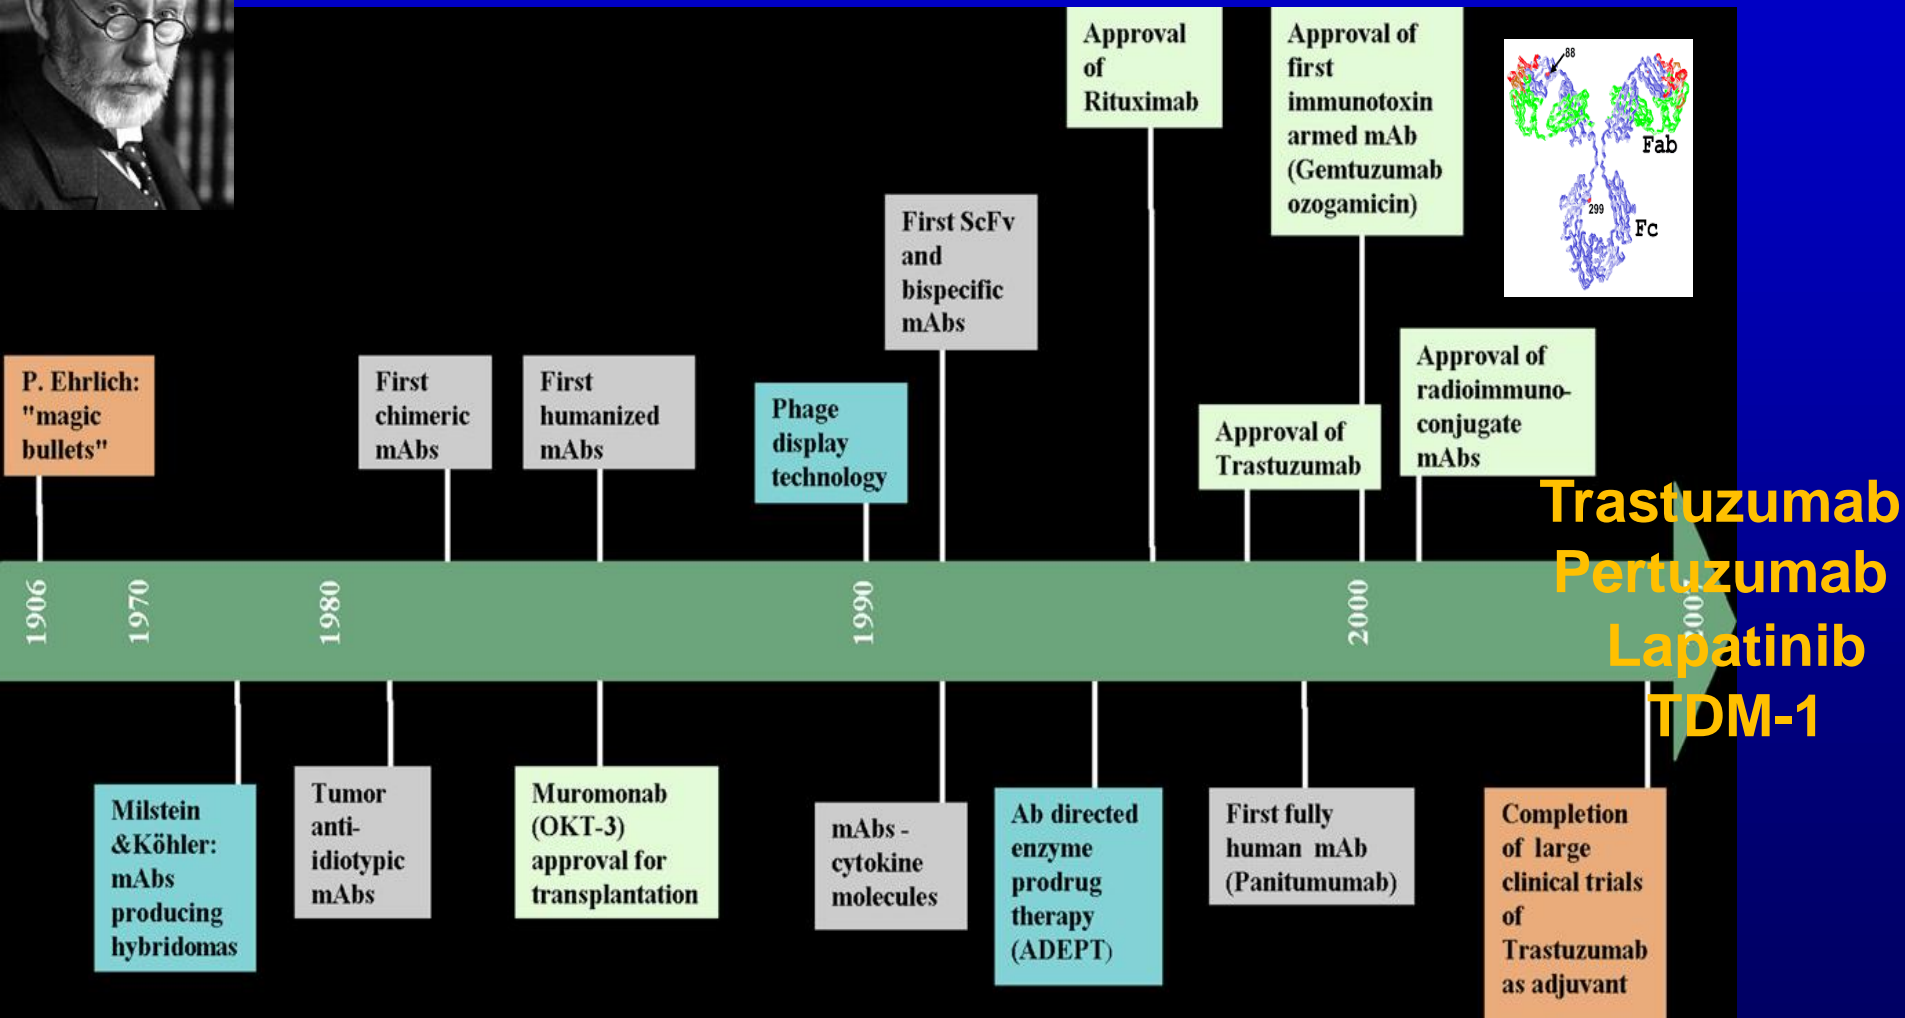 Approval
of
Rituximab
Approval of
first
immunotoxin
armed mAb
(Gemtuzumab
ozogamicin)
88
Fab
299
Fc
First ScFv
and
bispecific
mAbs
P. Ehrlich:
"magic
bullets"
First
chimeric
mAbs
First
humanized
mAbs
Phage
display
technology
Approval of
Trastuzumab
Approval of
radioimmuno-
conjugate
mAbs
Trastuzumab
Pertuzumab
Lapatinib
TDM-1
1906
1970
1980
1990
2000
2007
Milstein
&Köhler:
mAbs
producing
hybridomas
Tumor
anti-
idiotypic
mAbs
Muromonab
(OKT-3)
approval for
transplantation
mAbs -
cytokine
molecules
Ab directed
enzyme
prodrug
therapy
(ADEPT)
First fully
human mAb
(Panitumumab)
Completion
of large
clinical trials
of
Trastuzumab
as adjuvant